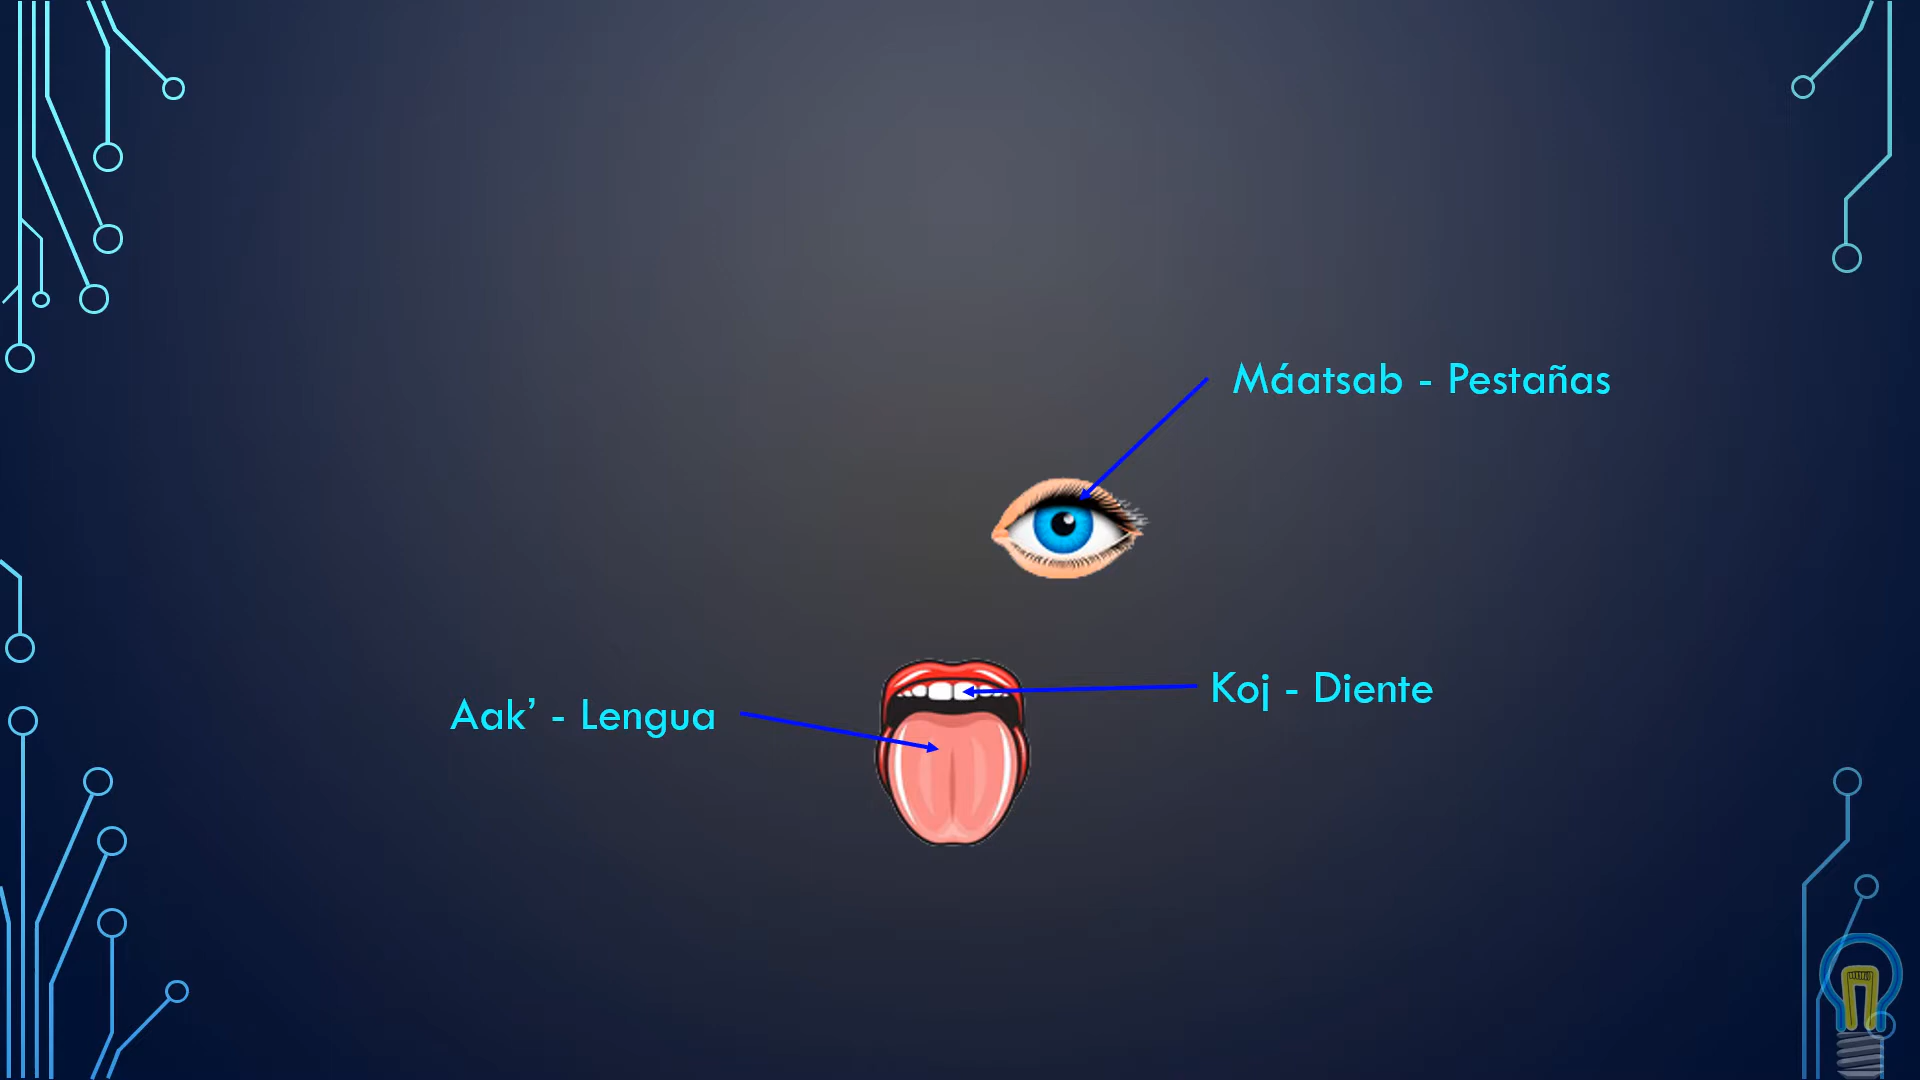 Máatsab - Pestañas
Koj - Diente
Aak’ - Lengua